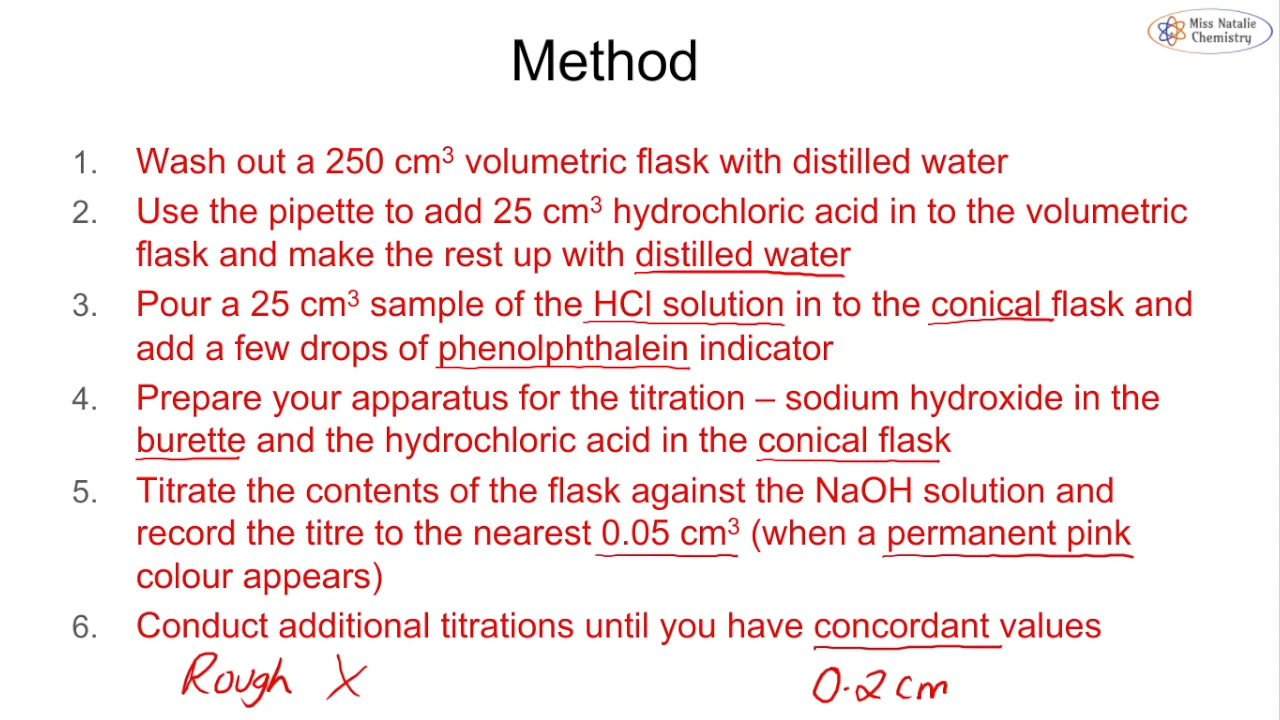 Miss Natalie
Chemistry
Method
1. Wash out a 250 cm³ volumetric flask with distilled water
2. Use the pipette to add 25 cm³ hydrochloric acid in to the volumetric
flask and make the rest up with distilled water
3. Pour a 25 cm³ sample of the HCl solution in to the conical flask and
add a few drops of phenolphthalein indicator
4. Prepare your apparatus for the titration – sodium hydroxide in the
burette and the hydrochloric acid in the conical flask
5. Titrate the contents of the flask against the NaOH solution and
record the titre to the nearest 0.05 cm³ (when a permanent pink
colour appears)
6. Conduct additional titrations until you have concordant values
Rough X
0.2 cm